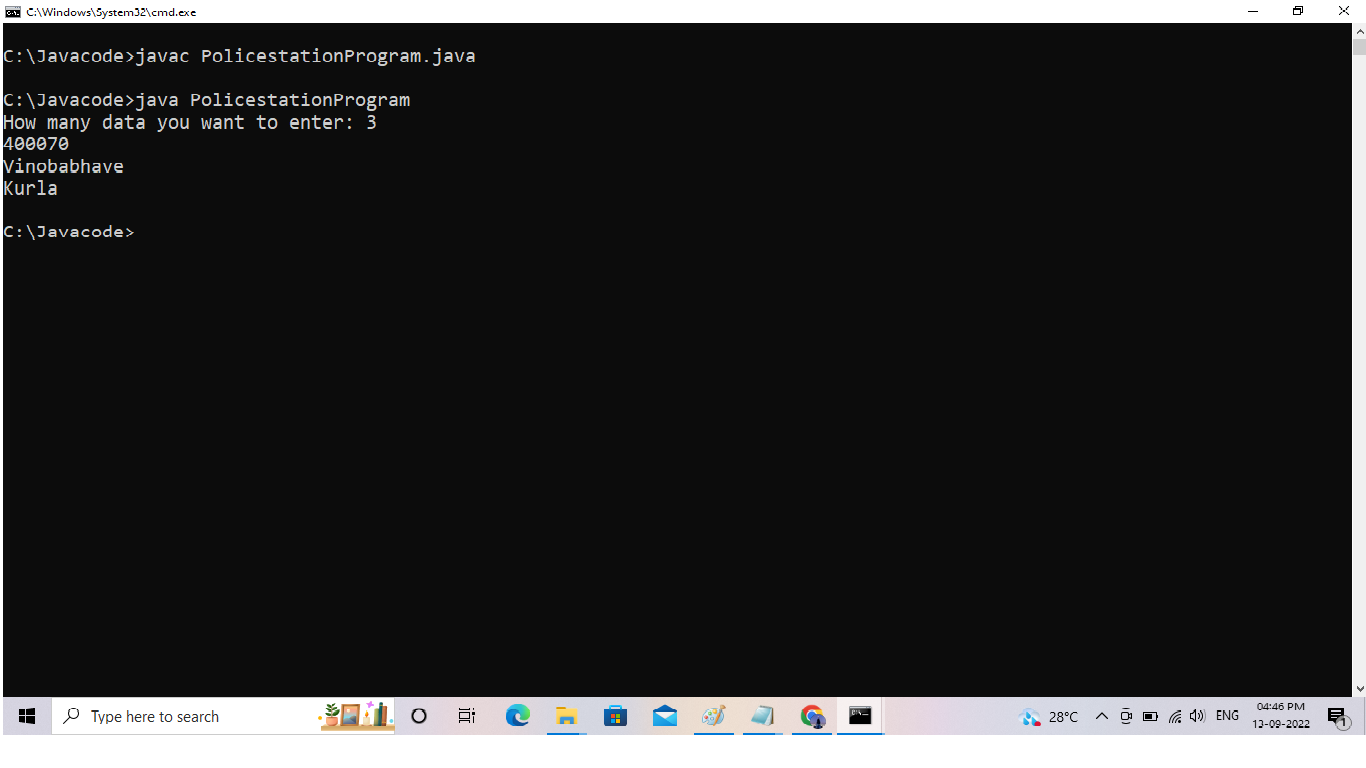 C:\Windows\System32\cmd.exe
C:\Javacode>javac PolicestationProgram.java
C:\Javacode>java PolicestationProgram
How many data you want to enter: 3
400070
Vinobabhave
Kurla
C:\Javacode>
Type here to search
28°C
ENG
04:46 PM
13-09-2022
1